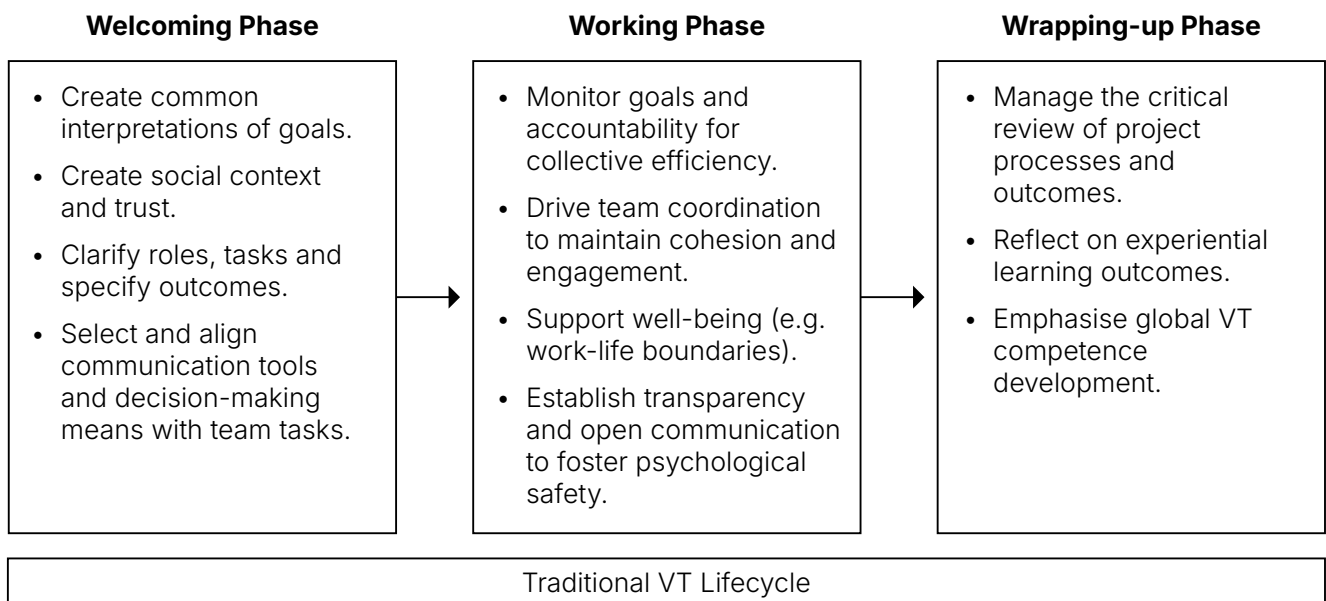 Welcoming Phase
• Create common
interpretations of goals.
• Create social context
and trust.
• Clarify roles, tasks and
specify outcomes.
• Select and align
communication tools
and decision-making
means with team tasks.
Working Phase
• Monitor goals and
accountability for
collective efficiency.
• Drive team coordination
to maintain cohesion and
engagement.
• Support well-being (e.g.
work-life boundaries).
• Establish transparency
and open communication
to foster psychological
safety.
Wrapping-up Phase
• Manage the critical
review of project
processes and
outcomes.
• Reflect on experiential
learning outcomes.
• Emphasise global VT
competence
development.
Traditional VT Lifecycle